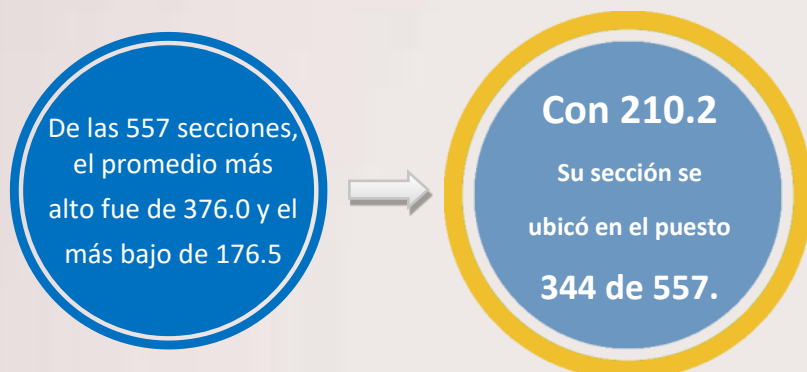 De las 557 secciones,
el promedio más
alto fue de 376.0 y el
más bajo de 176.5
Con 210.2
Su sección se
ubicó en el puesto
344 de 557.